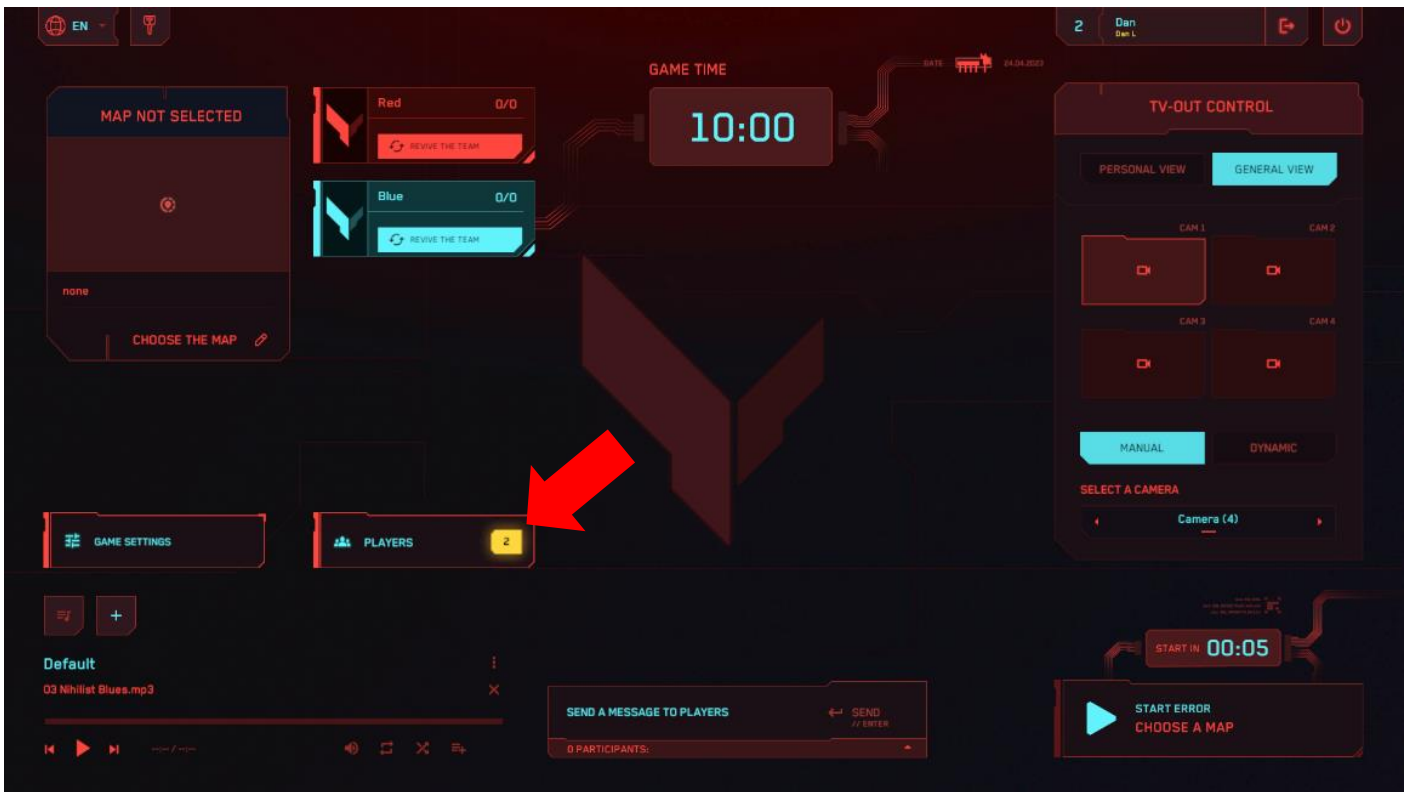 EN
2
Dan
Dan L
GAME TIME
10:00
GATE
24.04.2023
MAP NOT SELECTED
none
CHOOSE THE MAP
Red 0/0
REVIVE THE TEAM
Blue 0/0
REVIVE THE TEAM
TV-OUT CONTROL
PERSONAL VIEW GENERAL VIEW
CAM 1 CAM 2
CAM 3 CAM 4
MANUAL DYNAMIC
SELECT A CAMERA
Camera (4)
GAME SETTINGS
PLAYERS 2
Default
03 Nihilist Blues.mp3
--:-- / --:--
SEND A MESSAGE TO PLAYERS
SEND
// ENTER
0 PARTICIPANTS:
START IN 00:05
START ERROR
CHOOSE A MAP